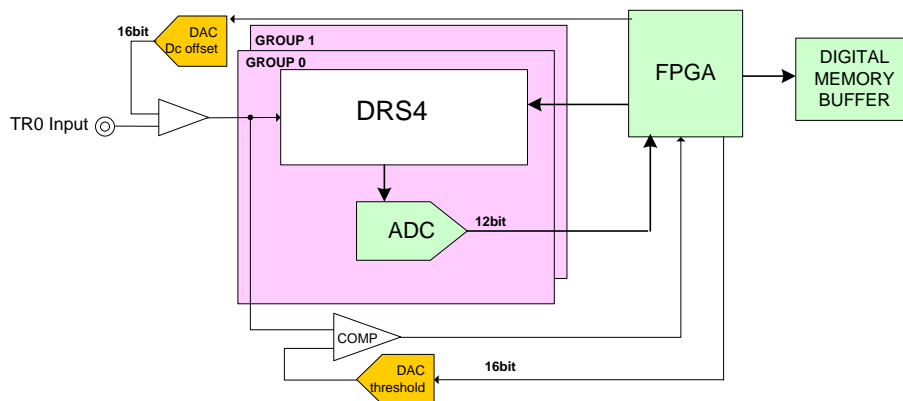 16bit
DAC
Dc offset
GROUP 1
GROUP 0
FPGA
DIGITAL
MEMORY
BUFFER
TR0 Input
DRS4
ADC
12bit
COMP
DAC
threshold
16bit